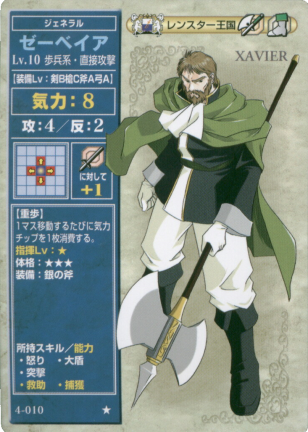 ジェネラル
ゼーベイア
Lv.10 歩兵系・直接攻撃
[装備Lv:剣B槍C斧A弓A]
気力:8
攻:4/反:2
に対して
+1
【重歩】
1マス移動するたびに気力
チップを1枚消費する。
指揮Lv:★
体格:★★★
装備:銀の斧
所持スキル/能力
・怒り ・大盾
・突撃
・救助 ・捕獲
4-010 ★
レンスター王国
XAVIER